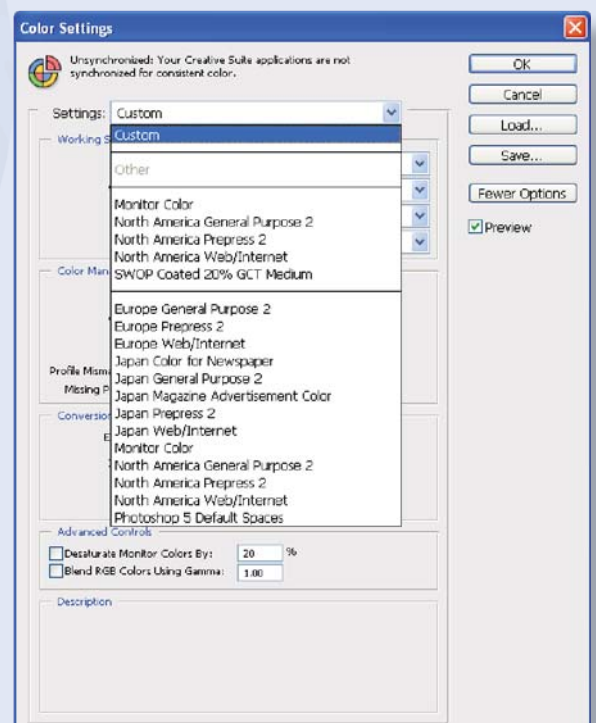 Color Settings
Unsynchronized: Your Creative Suite applications are not
synchronized for consistent color.
Settings: Custom
Custom
Other
Monitor Color
North America General Purpose 2
North America Prepress 2
North America Web/Internet
SWOP Coated 20% GCT Medium
Europe General Purpose 2
Europe Prepress 2
Europe Web/Internet
Japan Color for Newspaper
Japan General Purpose 2
Japan Magazine Advertisement Color
Japan Prepress 2
Japan Web/Internet
Monitor Color
North America General Purpose 2
North America Prepress 2
North America Web/Internet
Photoshop 5 Default Spaces
Working S
Color Man
Profile Mism
Missing P
Conversion
E
Advanced Controls
Desaturate Monitor Colors By: 20 %
Blend RGB Colors Using Gamma: 1.00
Description
OK
Cancel
Load...
Save...
Fewer Options
Preview